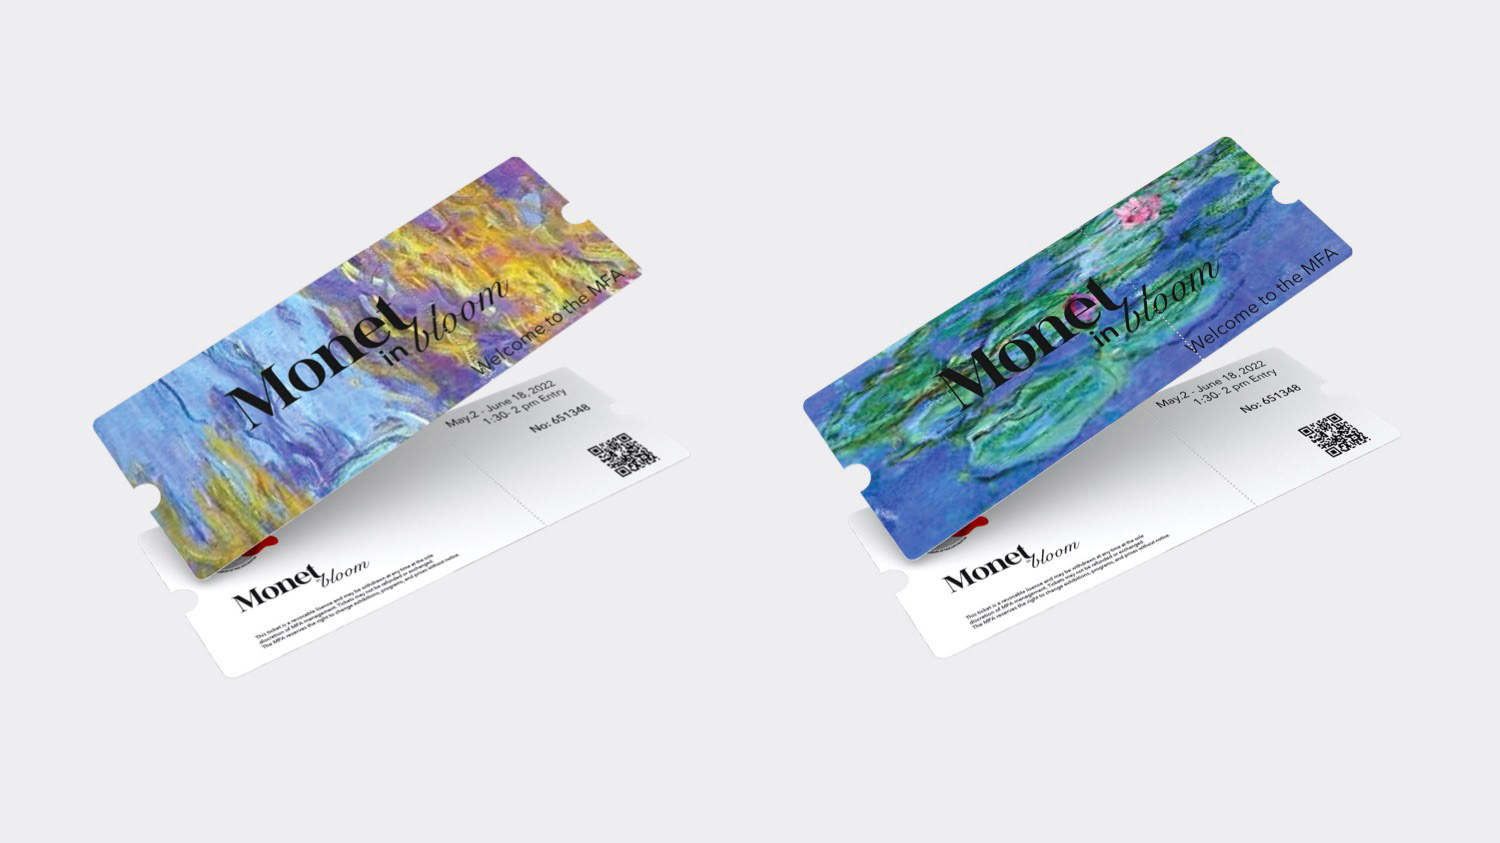 Monet
in bloom
Welcome to the MFA
May.2 - June 18, 2022
1:30- 2 pm Entry
No: 651348
Monet
in bloom
This ticket is a revocable licence and may be withdrawn at any time at the sole
discretion of MFA management. Tickets may not be refunded or exchanged.
The MFA reserves the right to change exhibitions, programs, and prices without notice.
Monet
in bloom
Welcome to the MFA
May.2 - June 18, 2022
1:30- 2 pm Entry
No: 651348
Monet
in bloom
This ticket is a revocable licence and may be withdrawn at any time at the sole
discretion of MFA management. Tickets may not be refunded or exchanged.
The MFA reserves the right to change exhibitions, programs, and prices without notice.